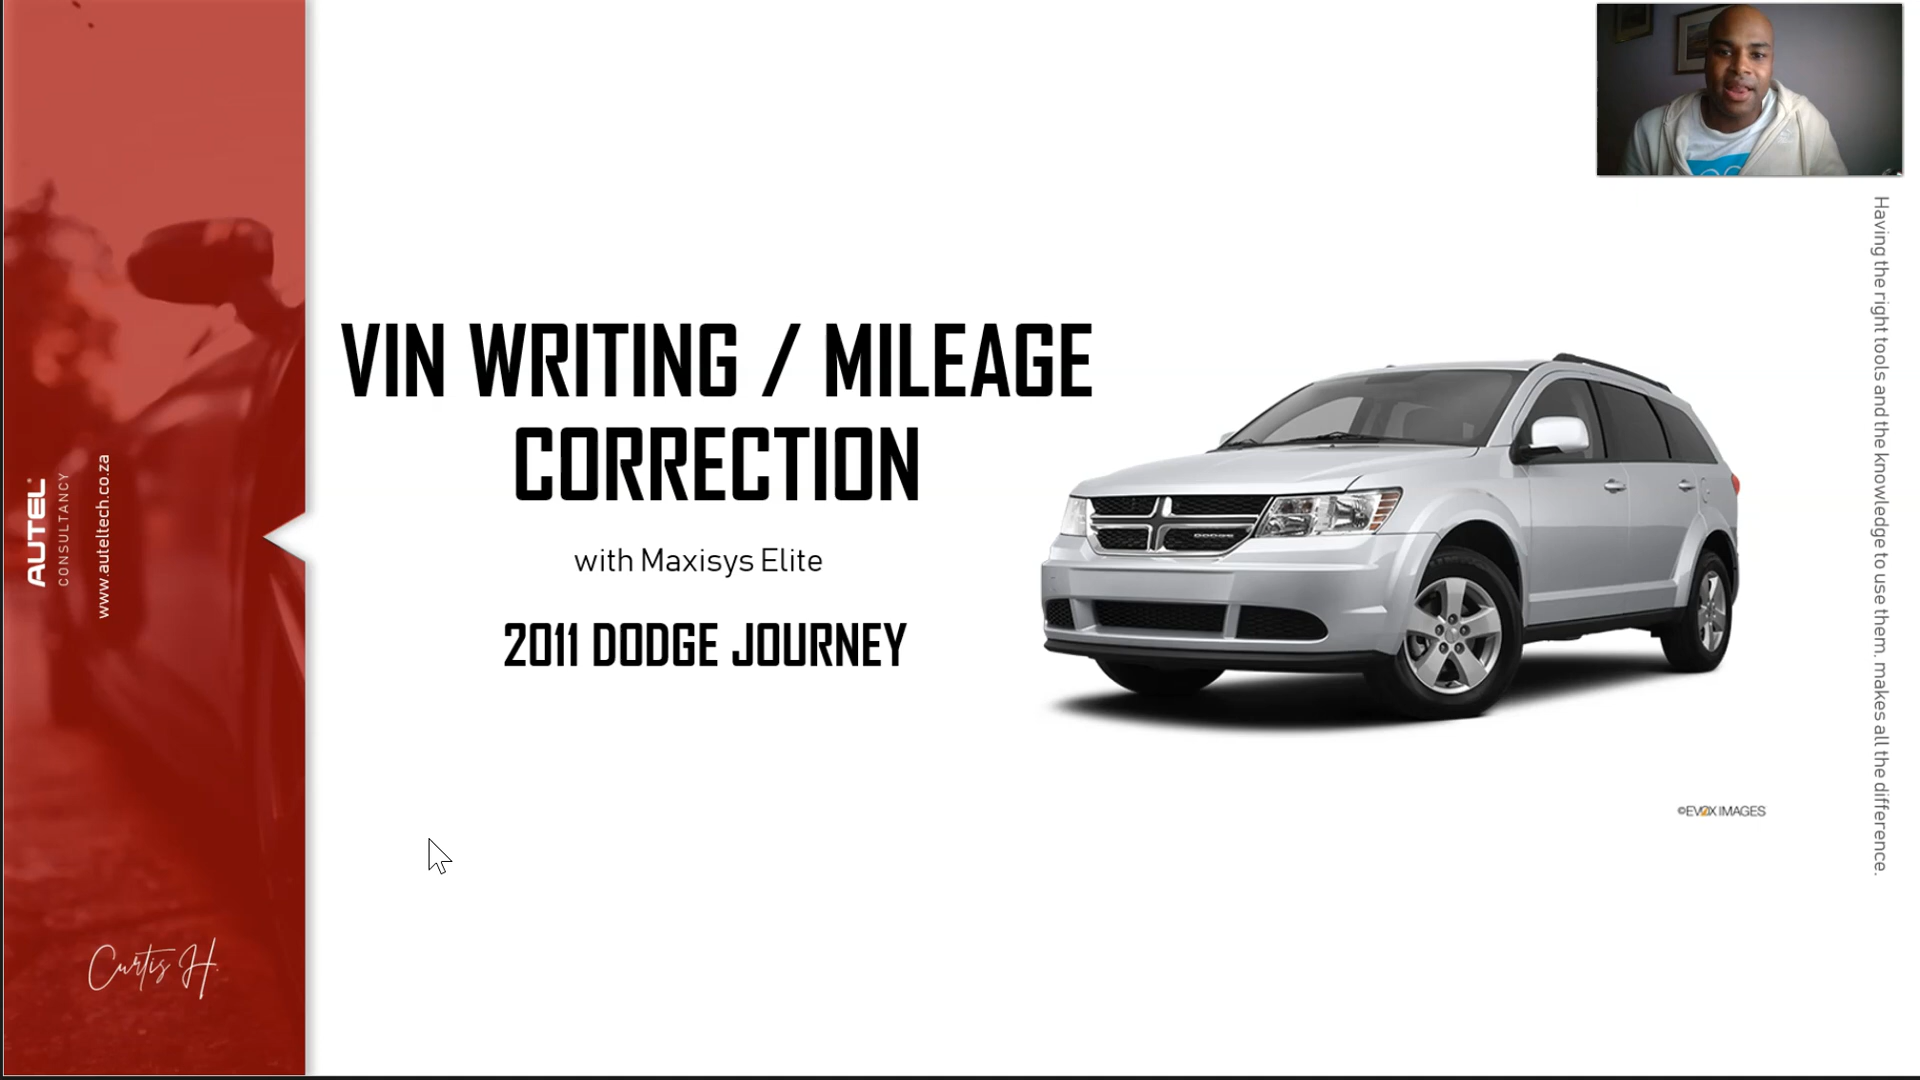 AUTEL
CONSULTANCY
www.auteltech.co.za
Curtis H.
VIN WRITING / MILEAGE
CORRECTION
with Maxisys Elite
2011 DODGE JOURNEY
DODGE
©EVOX IMAGES
Having the right tools and the knowledge to use them. makes all the difference.